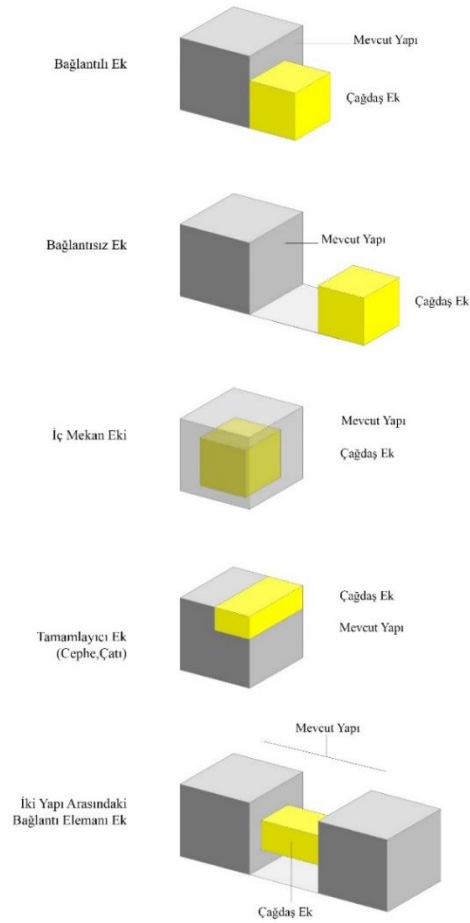 Mevcut Yapı
Bağlantılı Ek
Çağdaş Ek
Bağlantısız Ek
Mevcut Yapı
Çağdaş Ek
İç Mekan Eki
Mevcut Yapı
Çağdaş Ek
Çağdaş Ek
Mevcut Yapı
Tamamlayıcı Ek
(Cephe,Çatı)
Mevcut Yapı
İki Yapı Arasındaki
Bağlantı Elemanı Ek
Çağdaş Ek